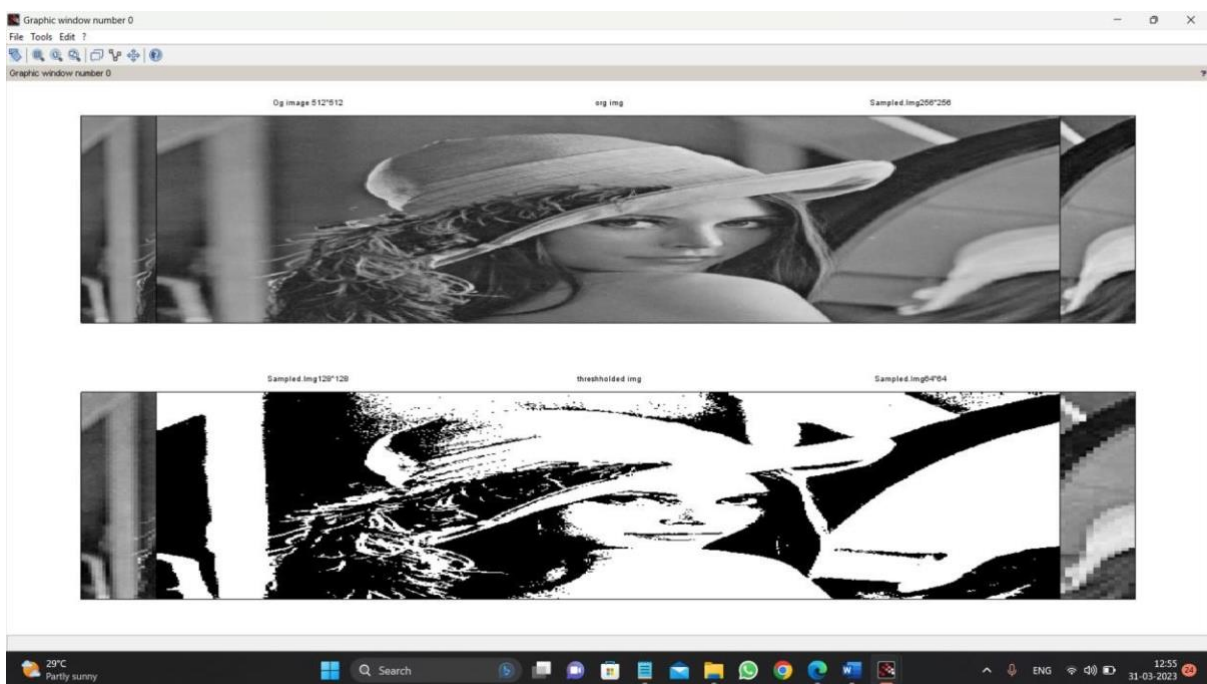 Graphic window number 0
File Tools Edit ?
Graphic window number 0
Og image 512*512 org img Sampled.Img256*256
Sampled.Img128*128 threshholded img Sampled.Img64*64
29°C
Partly sunny
Search
ENG
12:55
31-03-2023
24